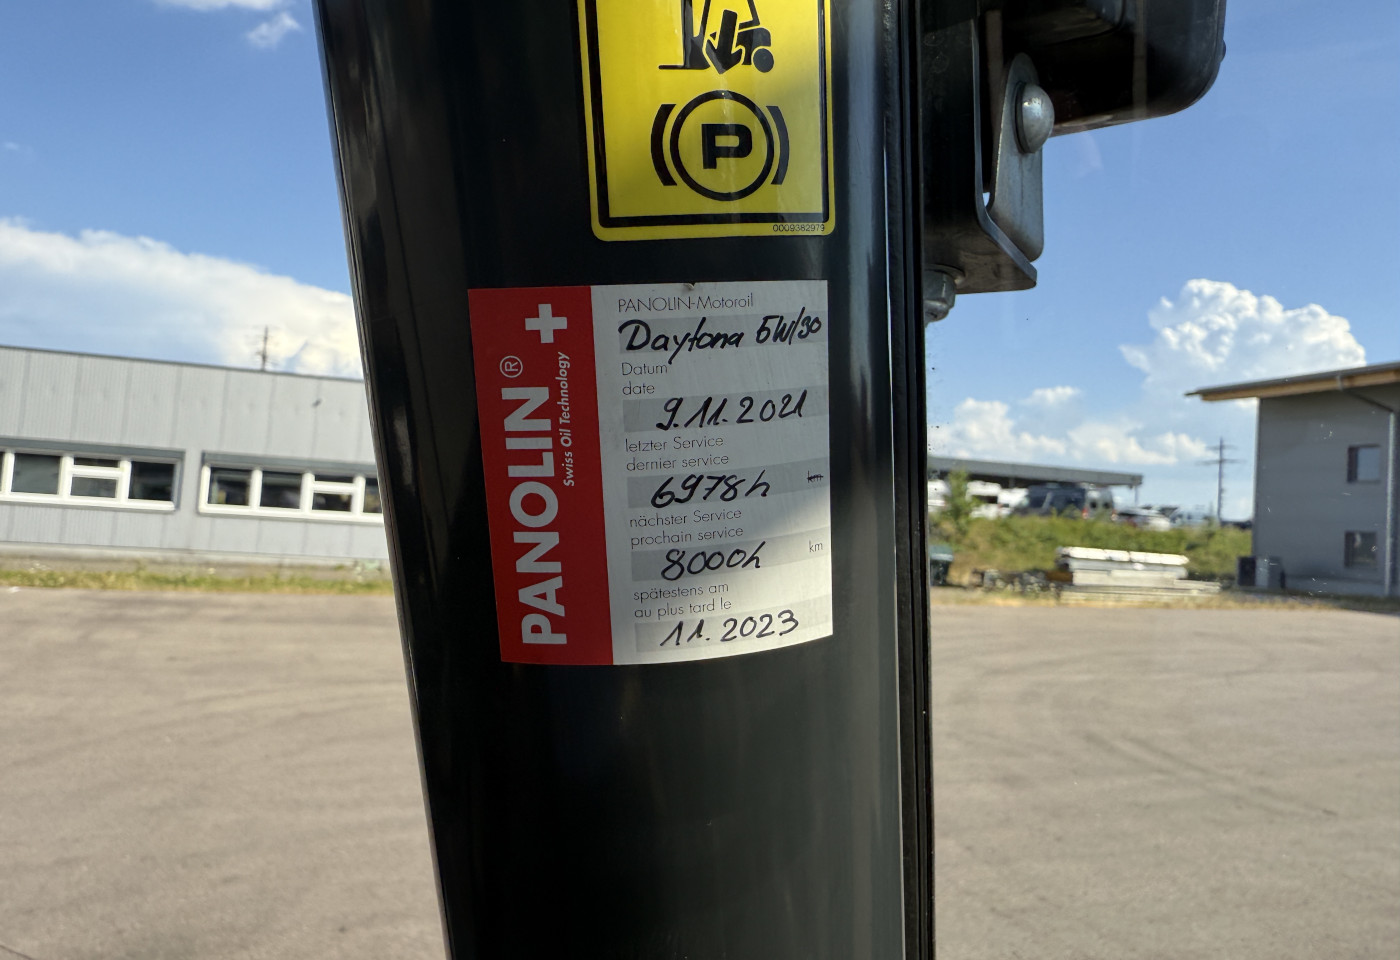 P
0009382979
PANOLIN®
Swiss Oil Technology
PANOLIN-Motoroil
Daytona 5W/30
Datum
date
9.11.2021
letzter Service
dernier service
6978h km
nächster Service
prochain service
8000h km
spätestens am
au plus tard le
11.2023